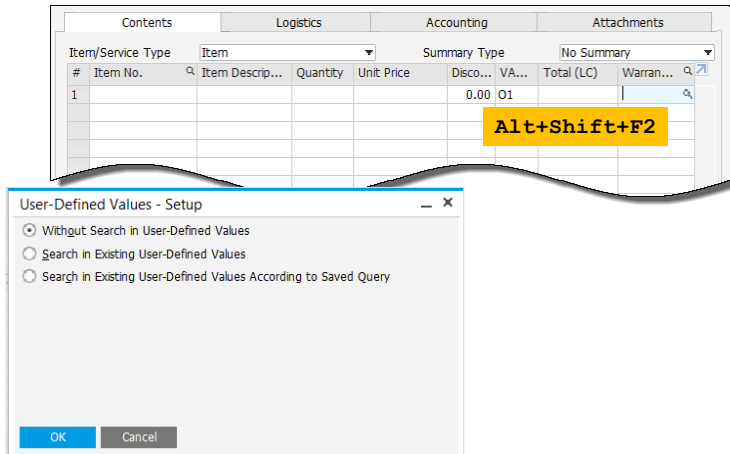 Contents Logistics Accounting Attachments
Item/Service Type Item Summary Type No Summary
# Item No. Item Descrip... Quantity Unit Price Disco... VA... Total (LC) Warran...
1 0.00 O1
Alt+Shift+F2
User-Defined Values - Setup
Without Search in User-Defined Values
Search in Existing User-Defined Values
Search in Existing User-Defined Values According to Saved Query
OK Cancel